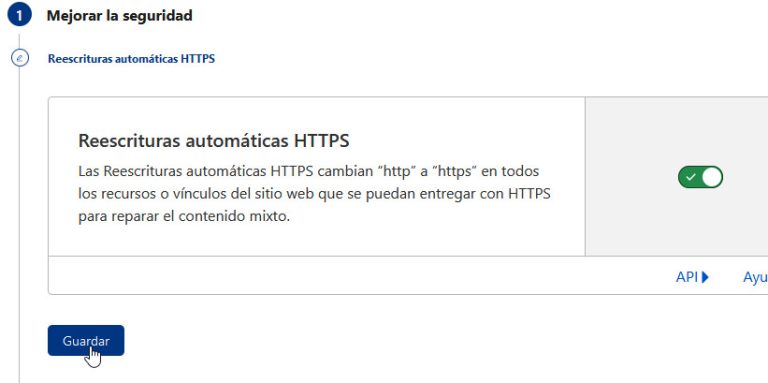 1 Mejorar la seguridad
Reescrituras automáticas HTTPS
Reescrituras automáticas HTTPS
Las Reescrituras automáticas HTTPS cambian “http” a “https” en todos
los recursos o vínculos del sitio web que se puedan entregar con HTTPS
para reparar el contenido mixto.
API Ayu
Guardar